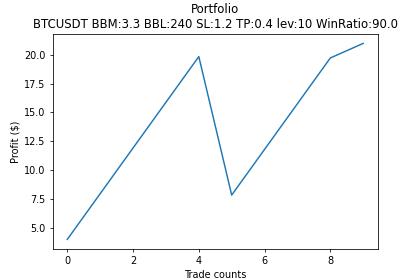 Portfolio
BTCUSDT BBM:3.3 BBL:240 SL:1.2 TP:0.4 lev:10 WinRatio:90.0
20.0
17.5
15.0
12.5
10.0
7.5
5.0
Profit ($)
0 2 4 6 8
Trade counts